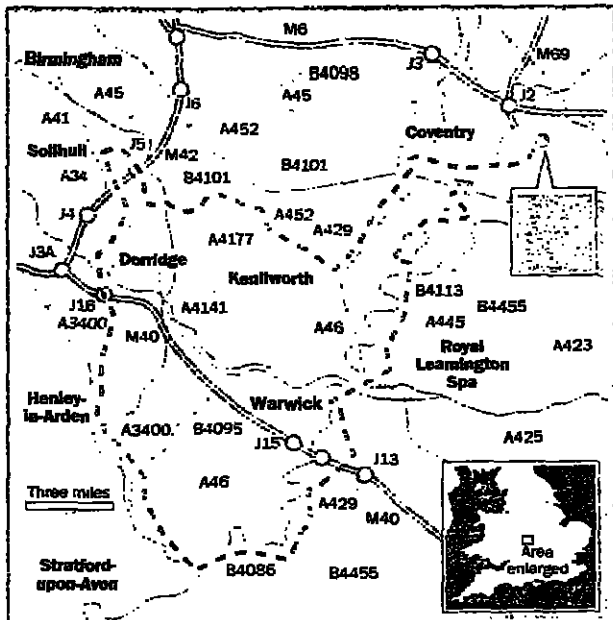 M6
M69
Birmingham
B4098
J3
A45
J6
A45
J2
A41
A452
Coventry
Solihull
J5
M42
B4101
A34
B4101
J4
A452
A429
A4177
J3A
Dorridge
Kenilworth
B4113
J16
A4141
B4455
A3400
A445
M40
A46
Royal
Leamington
Spa
A423
Henley-
in-Arden
Warwick
A3400
B4095
J15
A425
J13
A46
Three miles
A429
M40
Stratford-
upon-Avon
B4086
B4455
Area
enlarged